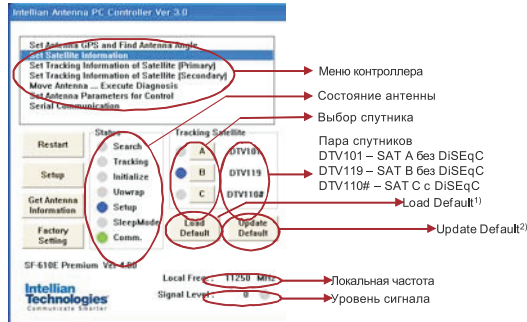 Intellian Antenna PC Controller Ver 3.0
Set Antenna GPS and Find Antenna Angle
Set Satellite Information
Set Tracking Information of Satellite (Primary)
Set Tracking Information of Satellite (Secondary)
Move Antenna ... Execute Diagnosis
Set Antenna Parameters for Control
Serial Communication
Меню контроллера
Состояние антенны
Выбор спутника
Restart
Setup
Get Antenna Information
Factory Setting
Status
Search
Tracking
Initialize
Unwrap
Setup
SleepMode
Comm.
Tracking Satellite
A DTV101
B DTV119
C DTV110#
Load Default
Update Default
Пара спутников
DTV101 – SAT A без DiSEqC
DTV119 – SAT B без DiSEqC
DTV110# – SAT C с DiSEqC
Load Default1)
Update Default2)
SF-610E Premium Ver 4.00
Intellian Technologies
Communicate Smarter
Local Freq. : 11250 MHz
Signal Level : 0
Локальная частота
Уровень сигнала